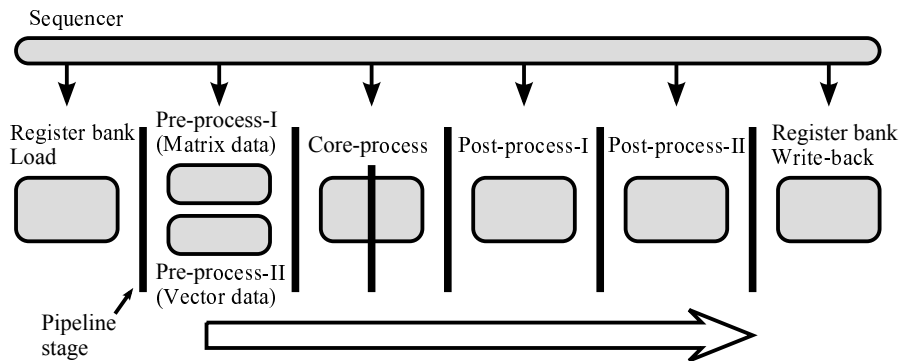 Sequencer
Register bank
Load
Pre-process-I
(Matrix data)
Pre-process-II
(Vector data)
Core-process
Post-process-I
Post-process-II
Register bank
Write-back
Pipeline
stage